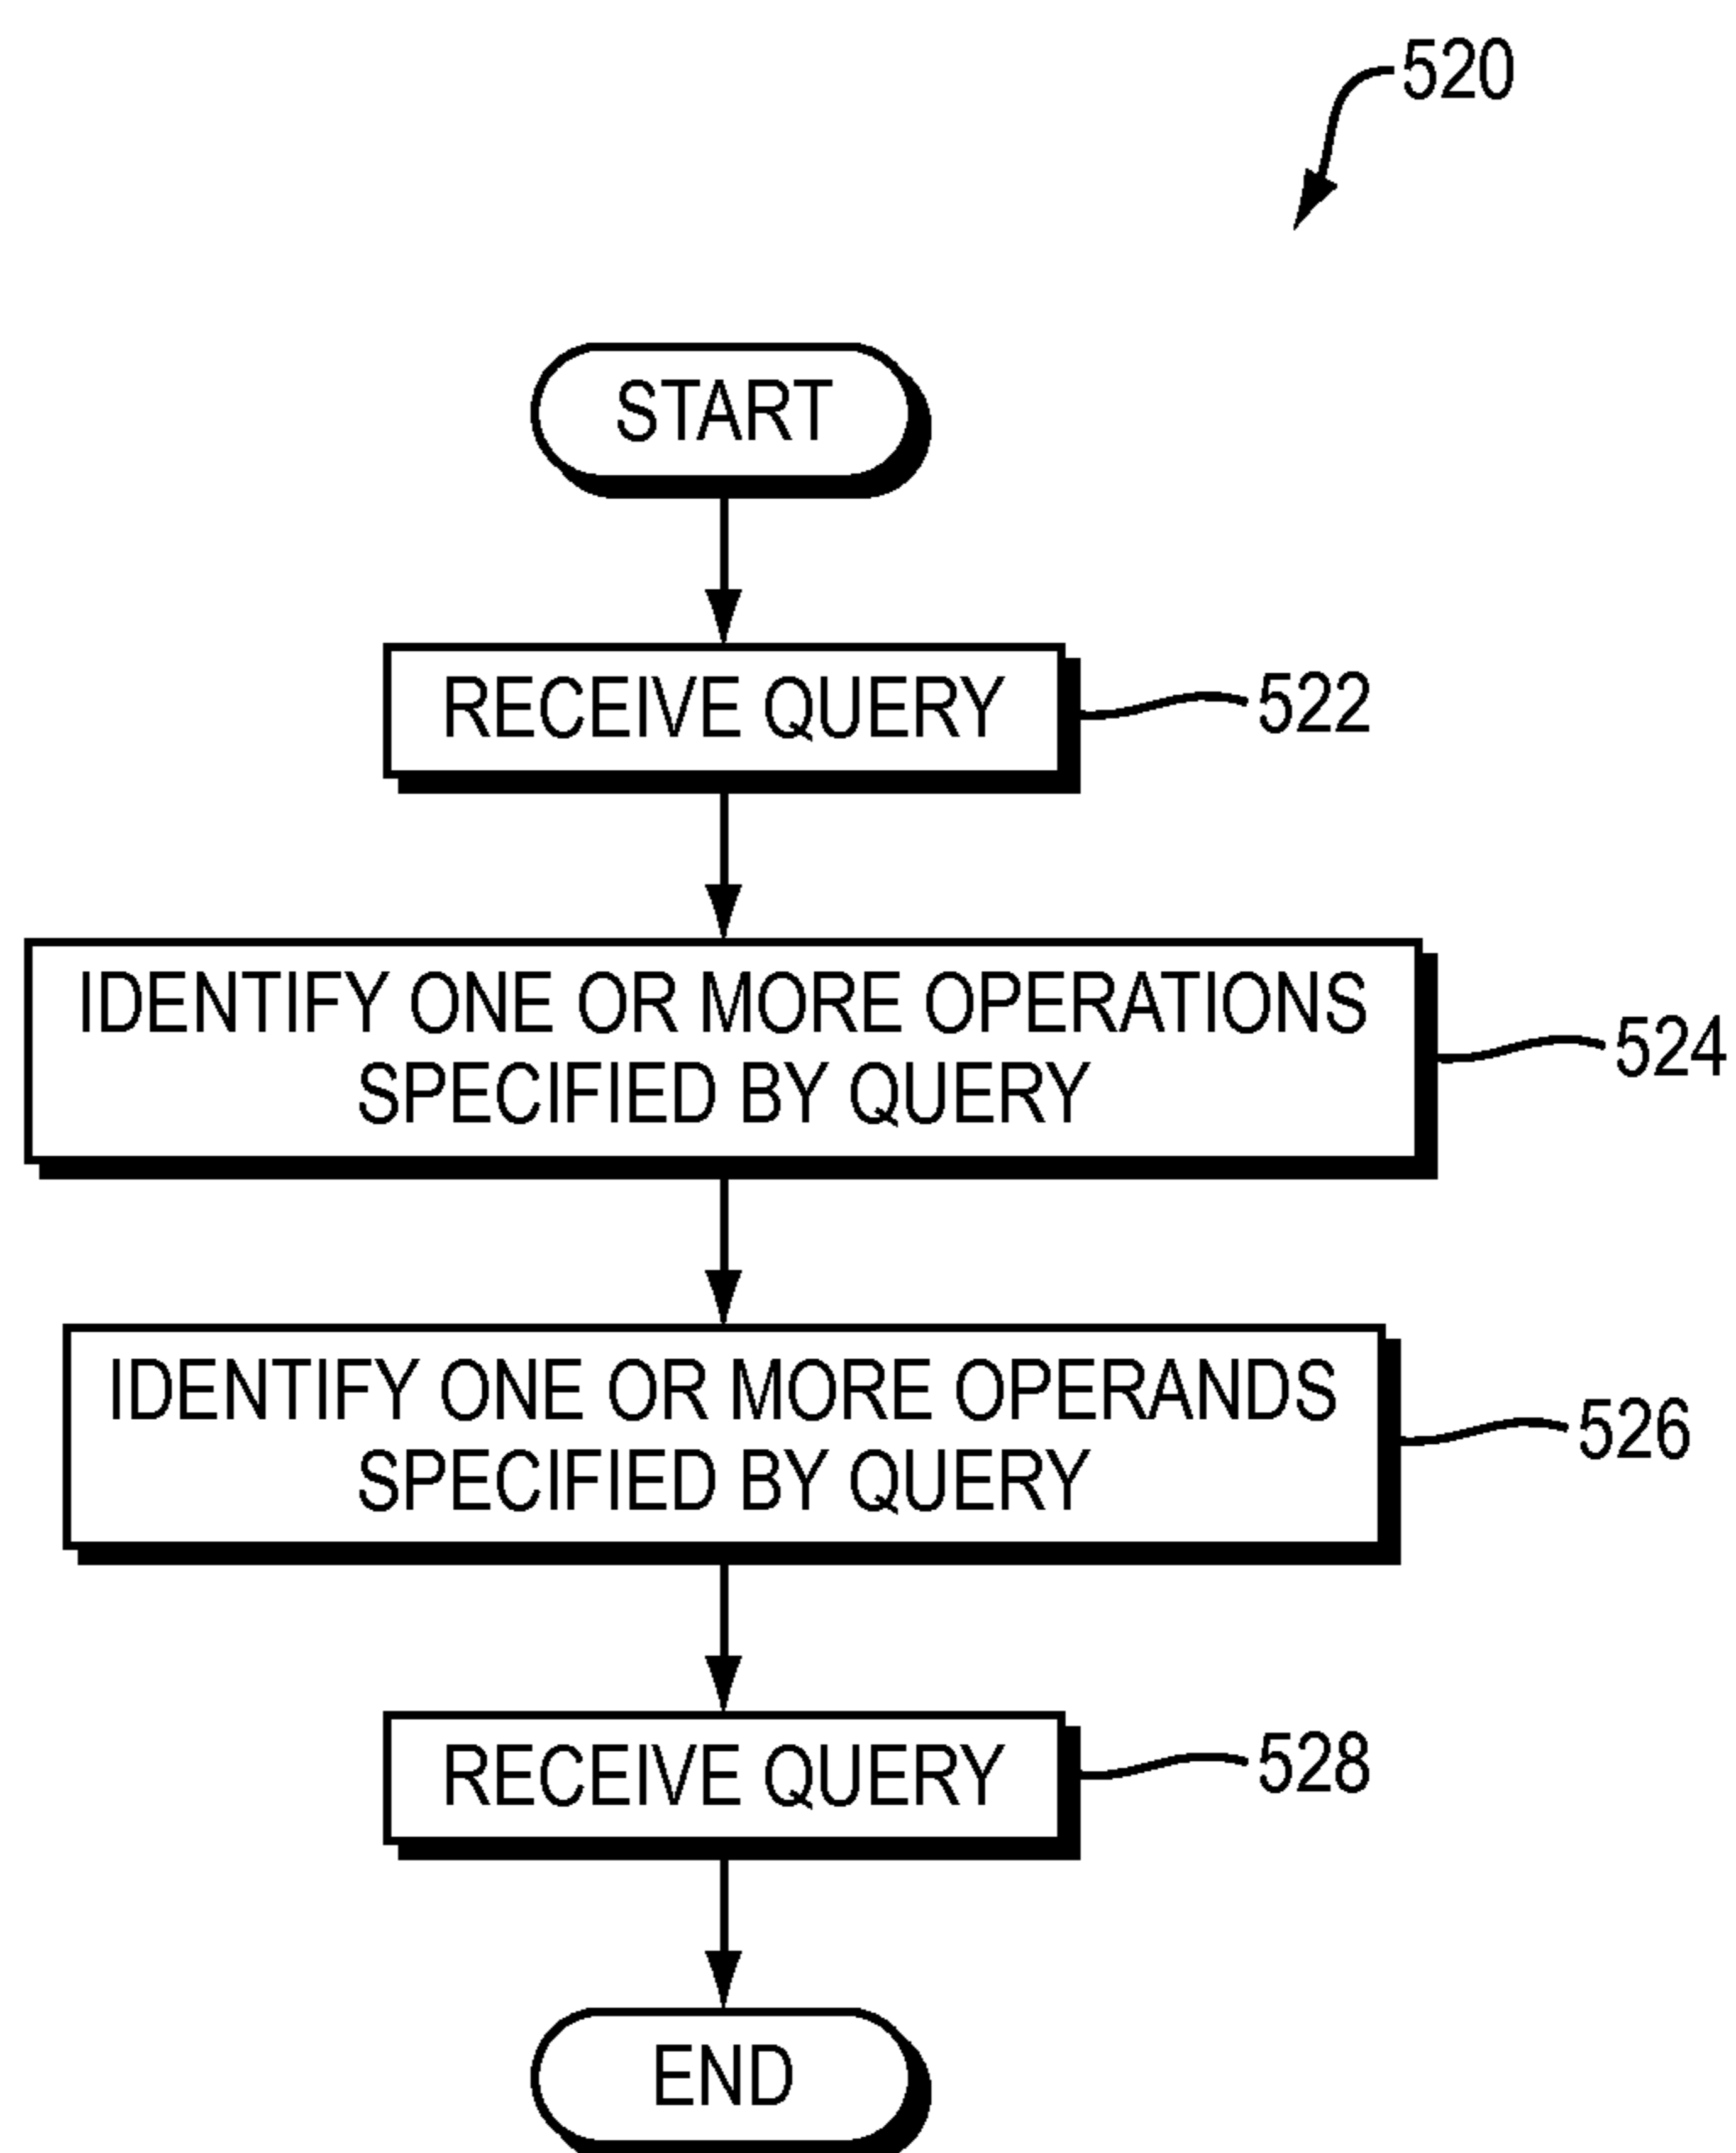 520
START
RECEIVE QUERY
522
IDENTIFY ONE OR MORE OPERATIONS
SPECIFIED BY QUERY
524
IDENTIFY ONE OR MORE OPERANDS
SPECIFIED BY QUERY
526
RECEIVE QUERY
528
END